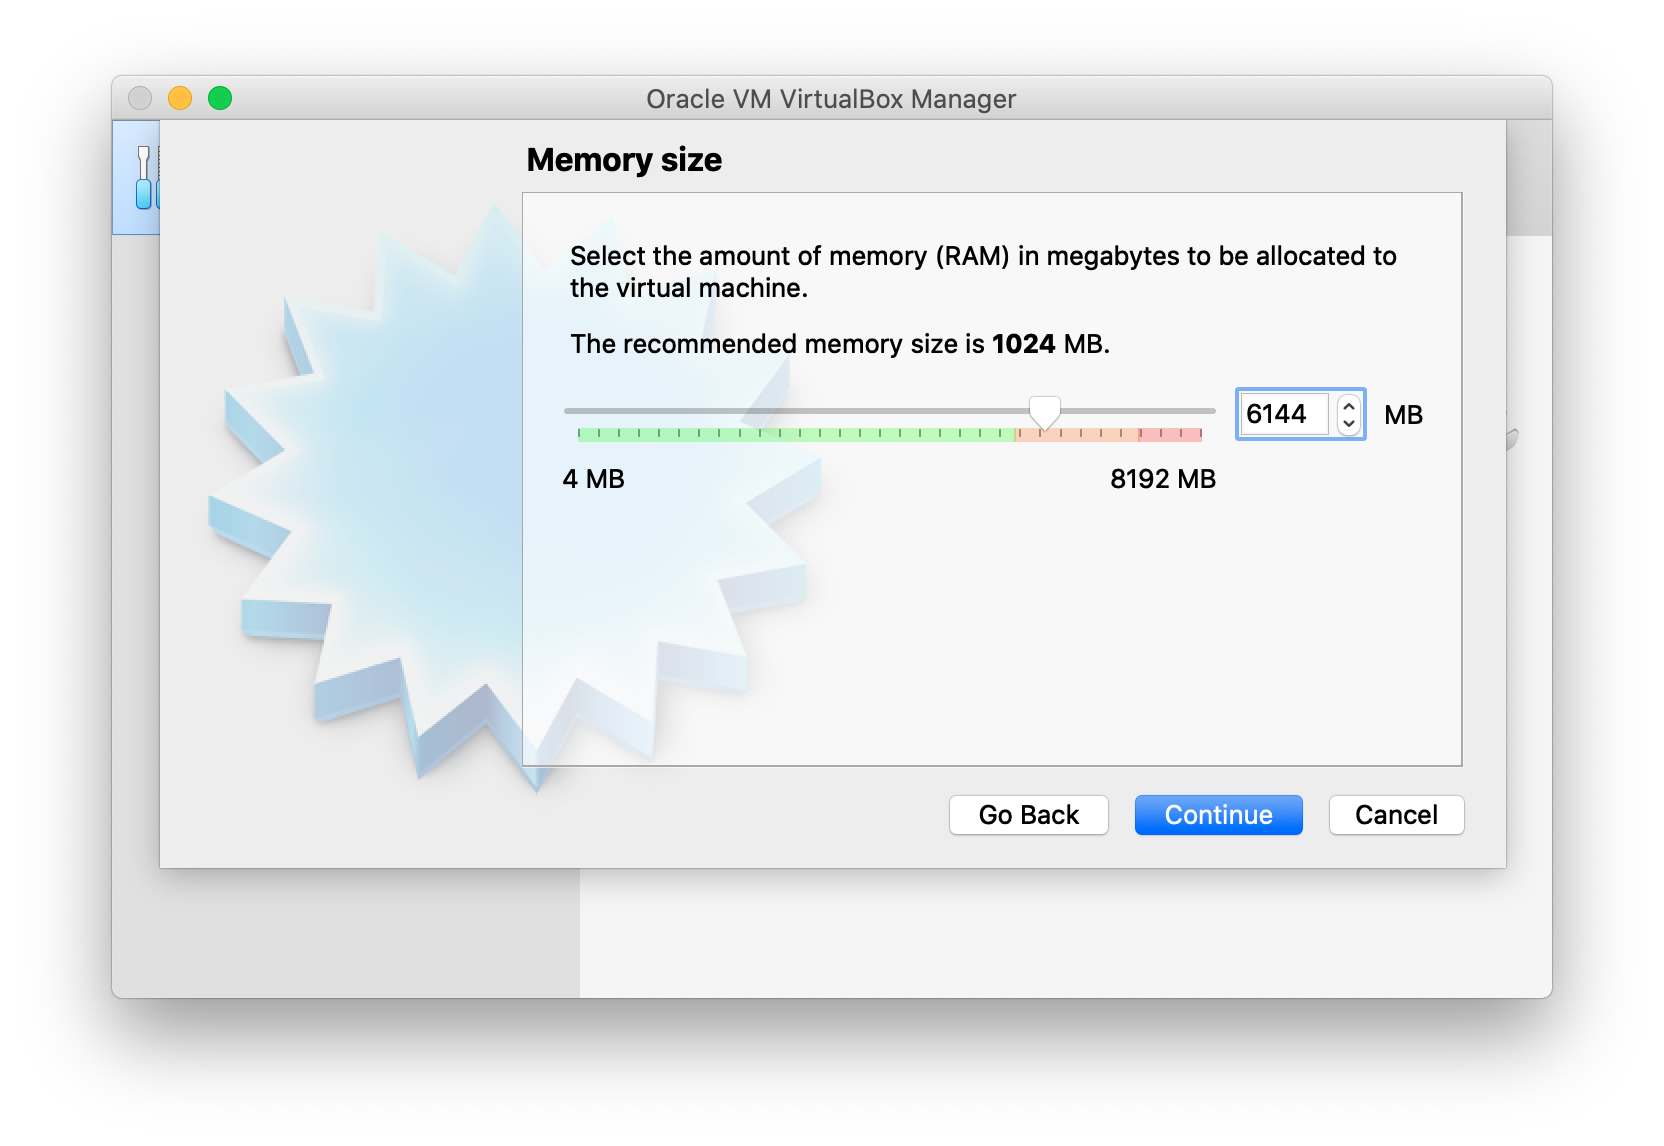 Oracle VM VirtualBox Manager
Memory size
Select the amount of memory (RAM) in megabytes to be allocated to
the virtual machine.
The recommended memory size is 1024 MB.
6144 MB
4 MB 8192 MB
Go Back Continue Cancel